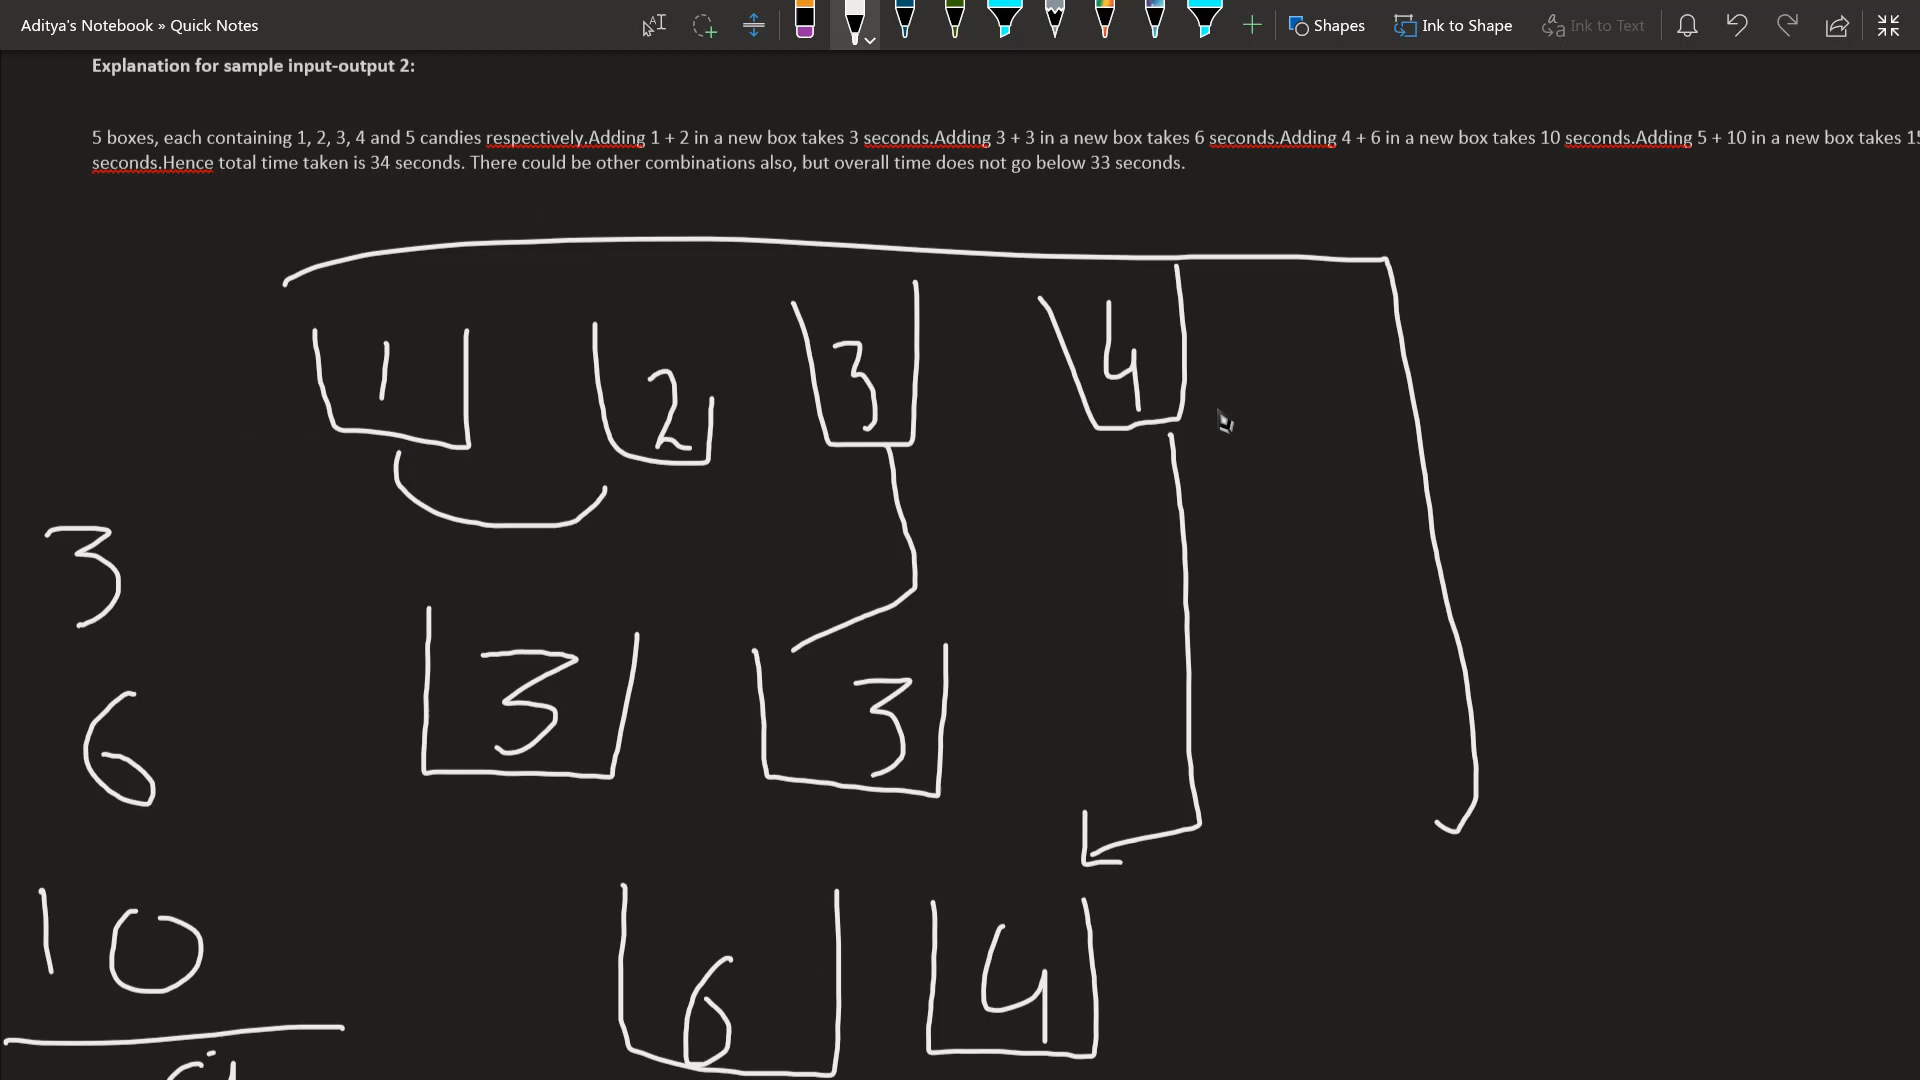 Aditya's Notebook » Quick Notes
Shapes
Ink to Shape
Ink to Text
Explanation for sample input-output 2:
5 boxes, each containing 1, 2, 3, 4 and 5 candies respectively.Adding 1 + 2 in a new box takes 3 seconds.Adding 3 + 3 in a new box takes 6 seconds.Adding 4 + 6 in a new box takes 10 seconds.Adding 5 + 10 in a new box takes 15
seconds.Hence total time taken is 34 seconds. There could be other combinations also, but overall time does not go below 33 seconds.
1 2 3 4
3
3 3
6
10
6 4